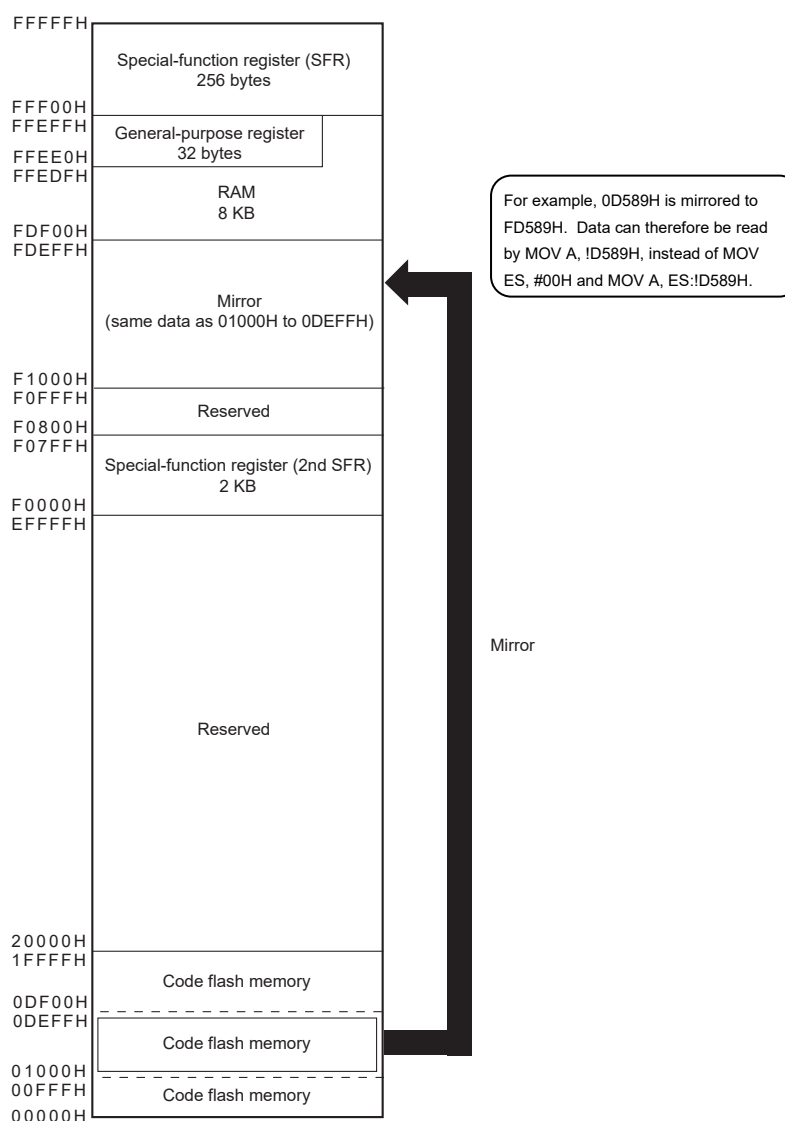 FFFFFH
Special-function register (SFR)
256 bytes
FFF00H
FFEFFH
General-purpose register
32 bytes
FFEE0H
FFEDFH
RAM
8 KB
FDF00H
FDEFFH
Mirror
(same data as 01000H to 0DEFFH)
For example, 0D589H is mirrored to
FD589H. Data can therefore be read
by MOV A, !D589H, instead of MOV
ES, #00H and MOV A, ES:!D589H.
F1000H
F0FFFH
Reserved
F0800H
F07FFH
Special-function register (2nd SFR)
2 KB
F0000H
EFFFFH
Mirror
Reserved
20000H
1FFFFH
Code flash memory
0DF00H
0DEFFH
Code flash memory
01000H
00FFFH
Code flash memory
00000H